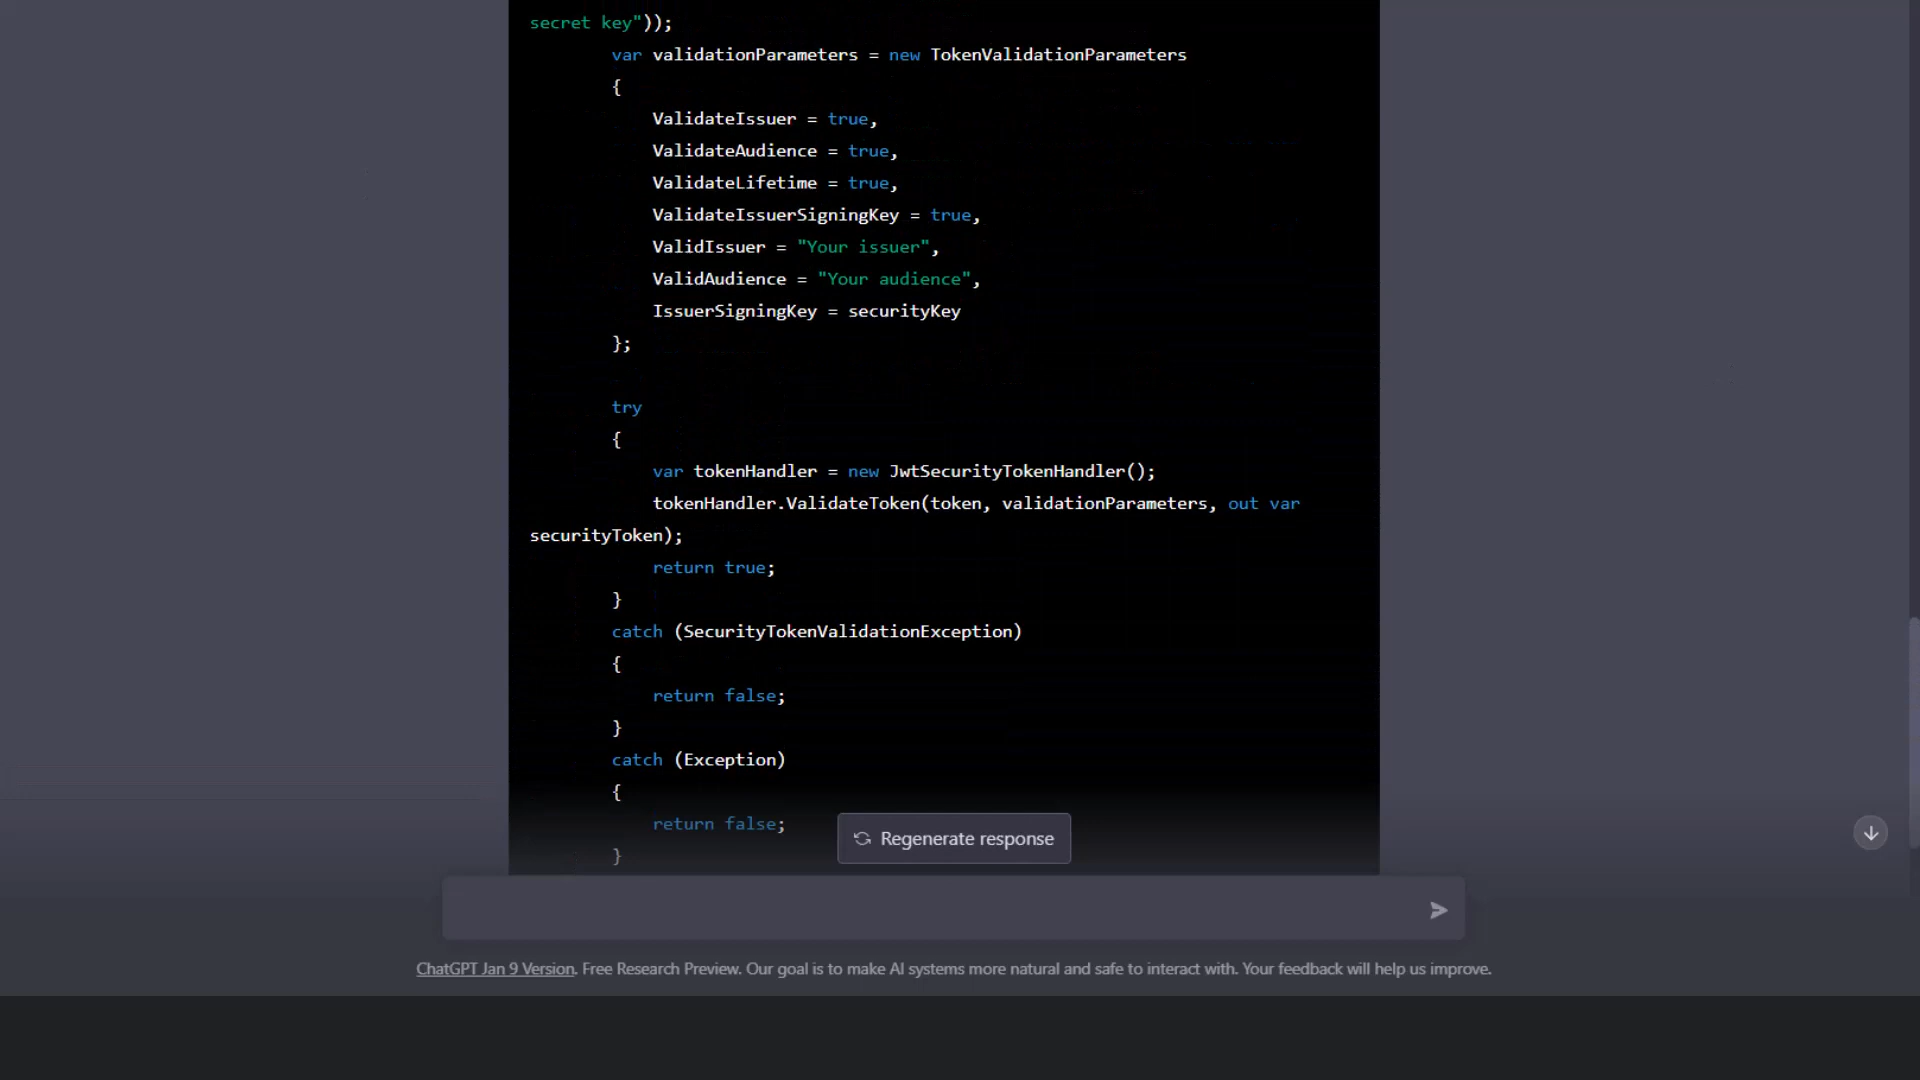 secret key"));
var validationParameters = new TokenValidationParameters
{
ValidateIssuer = true,
ValidateAudience = true,
ValidateLifetime = true,
ValidateIssuerSigningKey = true,
ValidIssuer = "Your issuer",
ValidAudience = "Your audience",
IssuerSigningKey = securityKey
};
try
{
var tokenHandler = new JwtSecurityTokenHandler();
tokenHandler.ValidateToken(token, validationParameters, out var
securityToken);
return true;
}
catch (SecurityTokenValidationException)
{
return false;
}
catch (Exception)
{
return false;
}
Regenerate response
ChatGPT Jan 9 Version. Free Research Preview. Our goal is to make AI systems more natural and safe to interact with. Your feedback will help us improve.